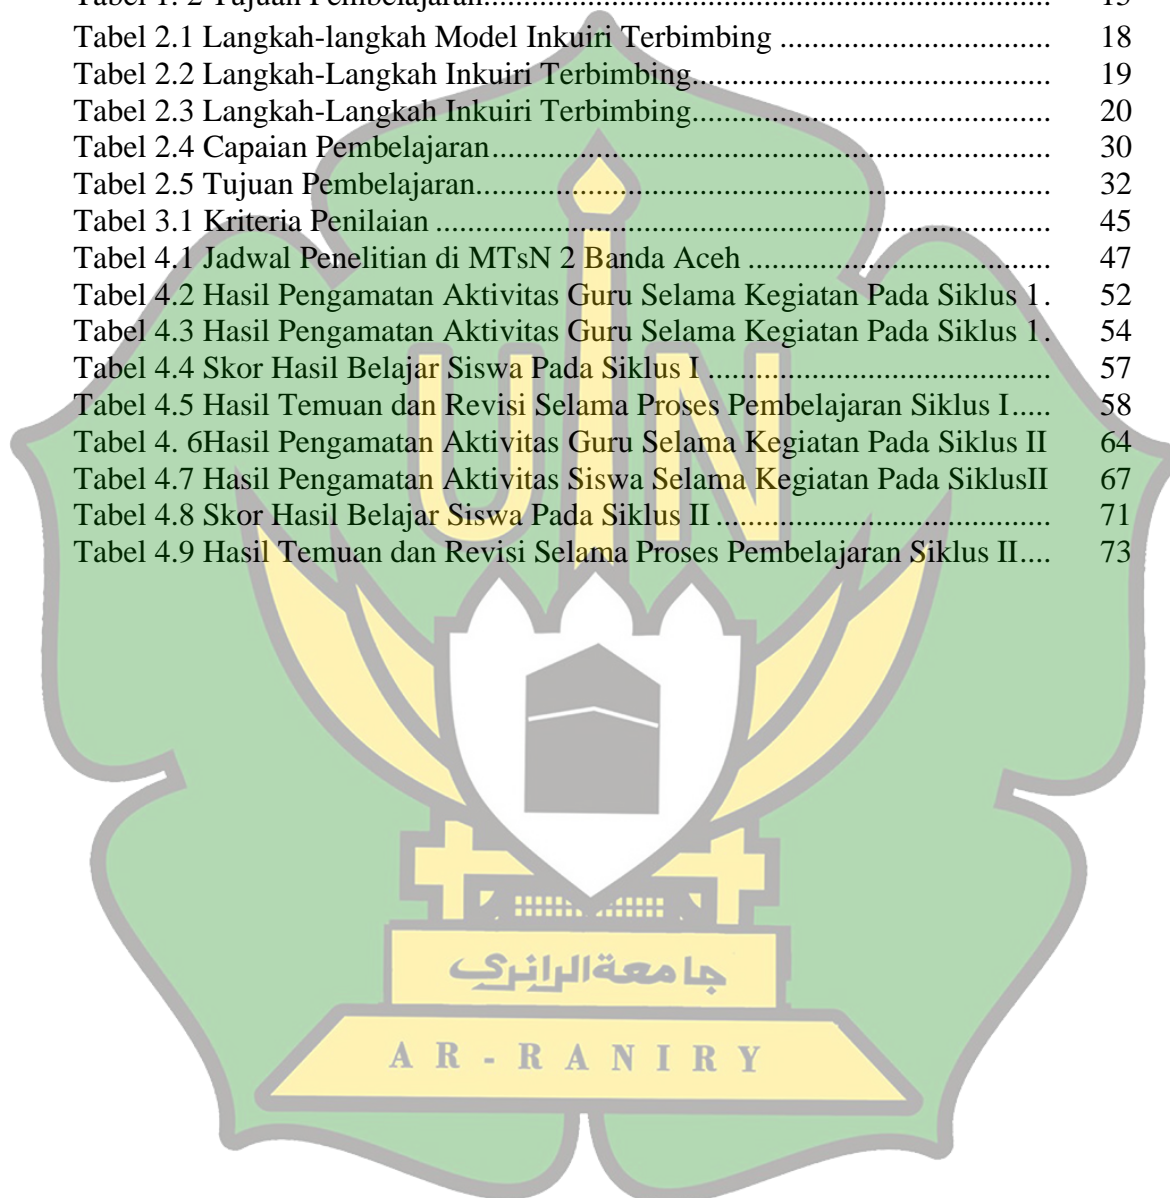 Tabel 1. 2 Tujuan Pembelajaran.......................................................................... 15
Tabel 2.1 Langkah-langkah Model Inkuiri Terbimbing .................................. 18
Tabel 2.2 Langkah-Langkah Inkuiri Terbimbing............................................. 19
Tabel 2.3 Langkah-Langkah Inkuiri Terbimbing............................................. 20
Tabel 2.4 Capaian Pembelajaran...................................................................... 30
Tabel 2.5 Tujuan Pembelajaran........................................................................ 32
Tabel 3.1 Kriteria Penilaian ............................................................................. 45
Tabel 4.1 Jadwal Penelitian di MTsN 2 Banda Aceh ...................................... 47
Tabel 4.2 Hasil Pengamatan Aktivitas Guru Selama Kegiatan Pada Siklus 1. 52
Tabel 4.3 Hasil Pengamatan Aktivitas Guru Selama Kegiatan Pada Siklus 1. 54
Tabel 4.4 Skor Hasil Belajar Siswa Pada Siklus I ........................................... 57
Tabel 4.5 Hasil Temuan dan Revisi Selama Proses Pembelajaran Siklus I..... 58
Tabel 4. 6Hasil Pengamatan Aktivitas Guru Selama Kegiatan Pada Siklus II 64
Tabel 4.7 Hasil Pengamatan Aktivitas Siswa Selama Kegiatan Pada SiklusII 67
Tabel 4.8 Skor Hasil Belajar Siswa Pada Siklus II .......................................... 71
Tabel 4.9 Hasil Temuan dan Revisi Selama Proses Pembelajaran Siklus II.... 73
UIN
جامعةالرانري
AR-RANIRY